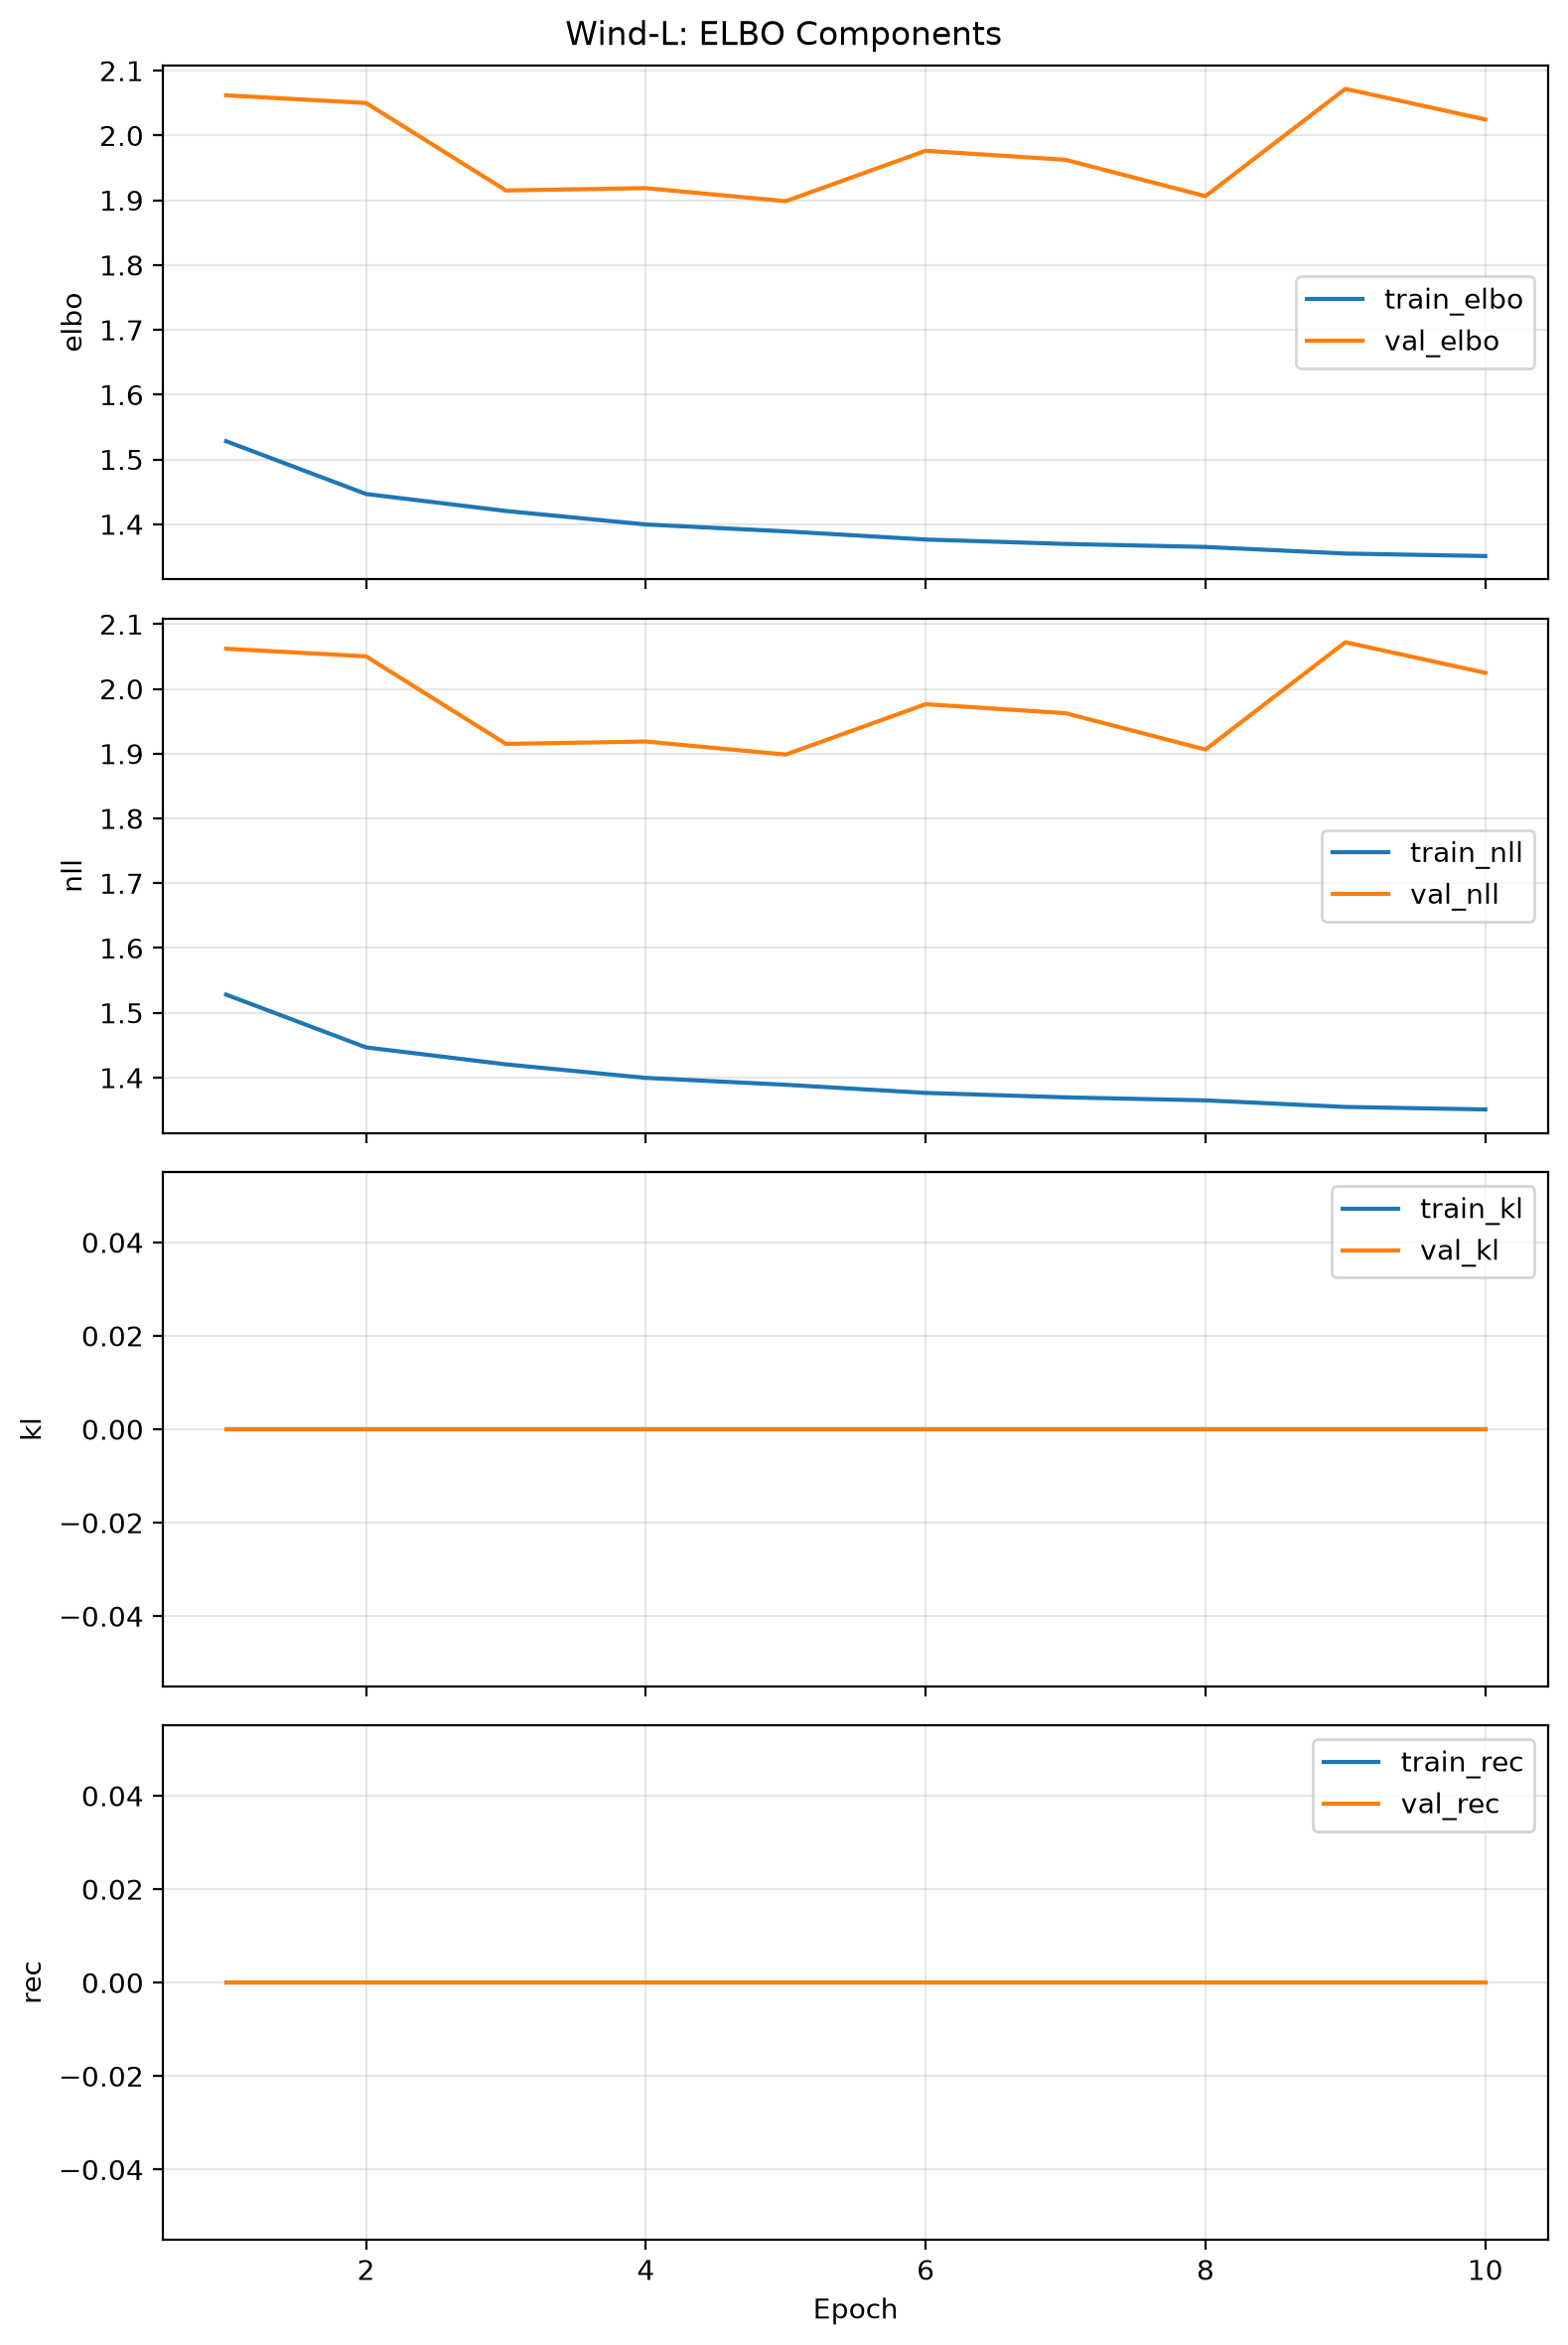 Wind-L: ELBO Components
2.1
2.0
1.9
1.8
1.7
1.6
1.5
1.4
elbo
train_elbo
val_elbo
2.1
2.0
1.9
1.8
1.7
1.6
1.5
1.4
nll
train_nll
val_nll
0.04
0.02
0.00
−0.02
−0.04
kl
train_kl
val_kl
0.04
0.02
0.00
−0.02
−0.04
rec
train_rec
val_rec
2 4 6 8 10
Epoch